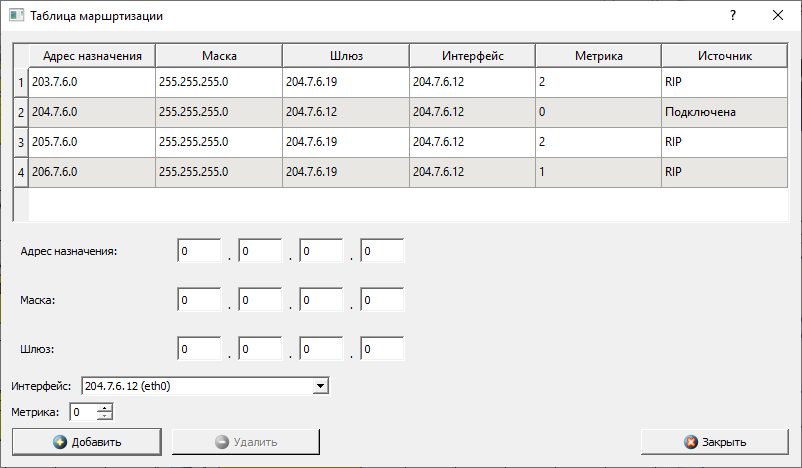 Таблица маршртизации ?
Адрес назначения Маска Шлюз Интерфейс Метрика Источник
1 203.7.6.0 255.255.255.0 204.7.6.19 204.7.6.12 2 RIP
2 204.7.6.0 255.255.255.0 204.7.6.12 204.7.6.12 0 Подключена
3 205.7.6.0 255.255.255.0 204.7.6.19 204.7.6.12 2 RIP
4 206.7.6.0 255.255.255.0 204.7.6.19 204.7.6.12 1 RIP
Адрес назначения: 0 . 0 . 0 . 0
Маска: 0 . 0 . 0 . 0
Шлюз: 0 . 0 . 0 . 0
Интерфейс: 204.7.6.12 (eth0)
Метрика: 0
Добавить Удалить Закрыть